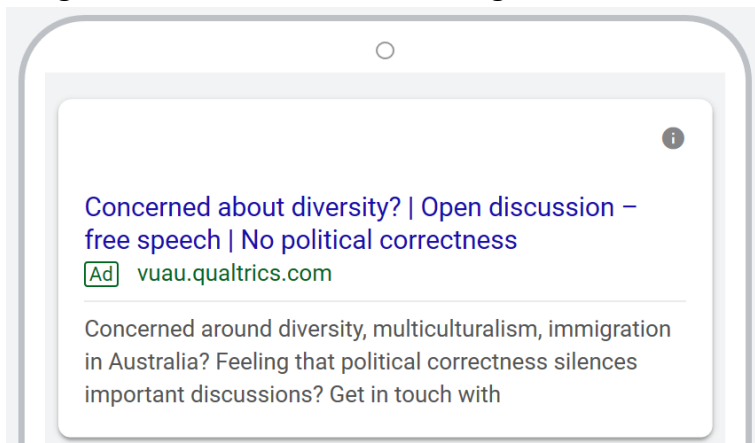 Concerned about diversity? | Open discussion –
free speech | No political correctness
Ad vuau.qualtrics.com
Concerned around diversity, multiculturalism, immigration
in Australia? Feeling that political correctness silences
important discussions? Get in touch with